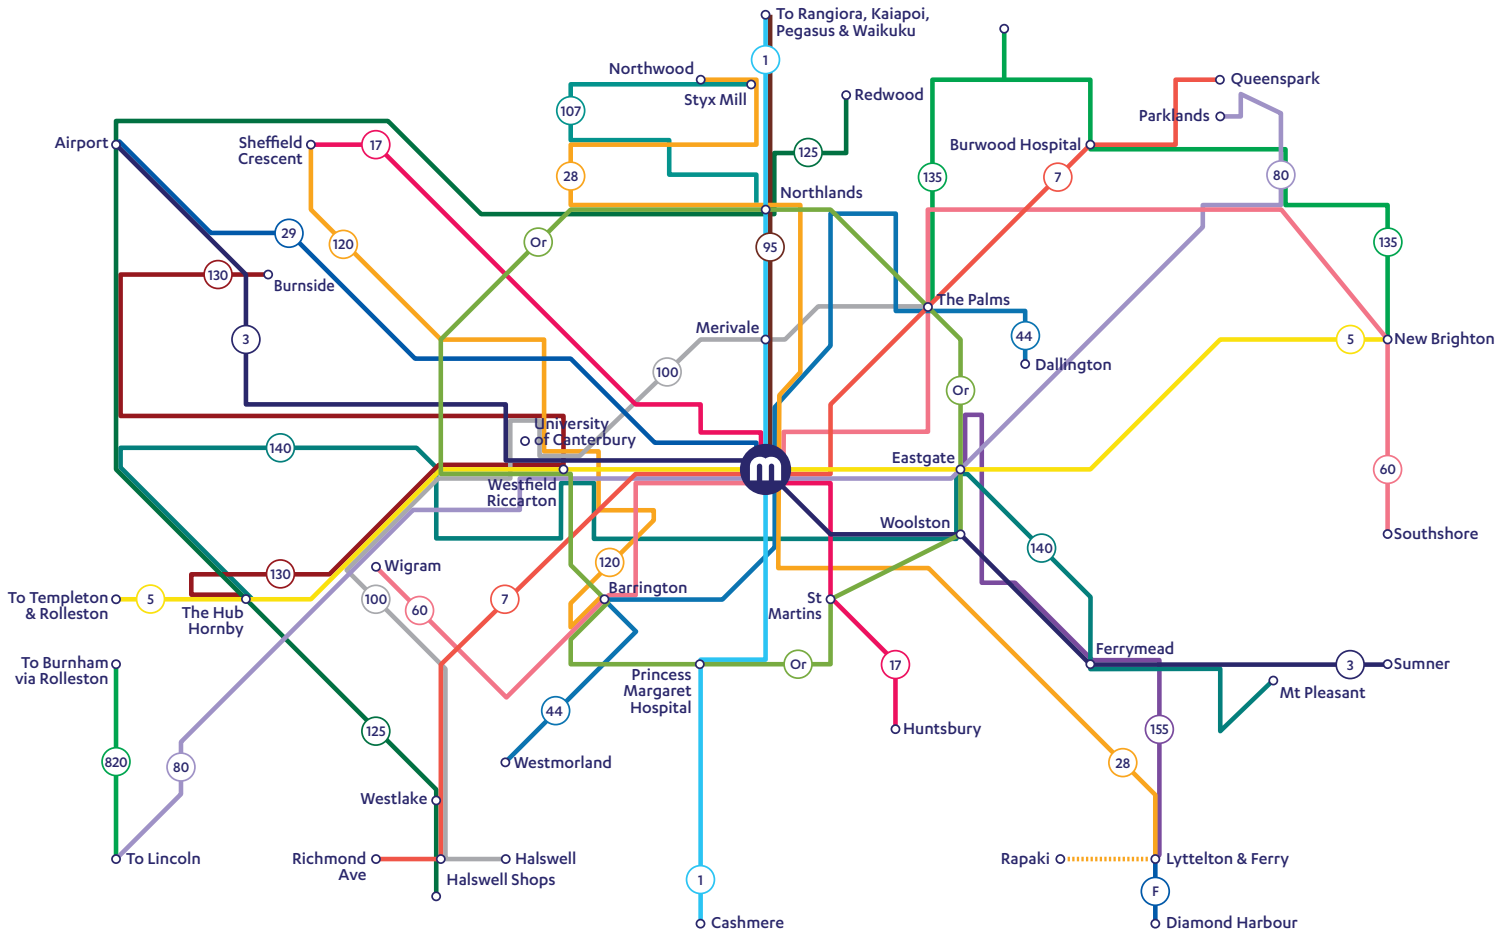 To Rangiora, Kaiapoi,
Pegasus & Waikuku
1
Northwood
Styx Mill
107
Redwood
Queenspark
Parklands
Airport
Sheffield
Crescent
17
125
Burwood Hospital
28
135
7
80
Northlands
29
120
Or
95
135
130
Burnside
The Palms
3
Merivale
44
5
New Brighton
100
Dallington
Or
University
of Canterbury
140
m
Eastgate
60
Westfield
Riccarton
Woolston
Southshore
140
130
Wigram
120
To Templeton
& Rolleston
5
The Hub
Hornby
100
60
7
Barrington
St
Martins
To Burnham
via Rolleston
Princess
Margaret
Hospital
Or
17
Ferrymead
3
Sumner
Mt Pleasant
44
125
Huntsbury
155
820
80
Westmorland
28
Westlake
To Lincoln
Richmond
Ave
Halswell
Halswell Shops
Rapaki
Lyttelton & Ferry
1
F
Cashmere
Diamond Harbour